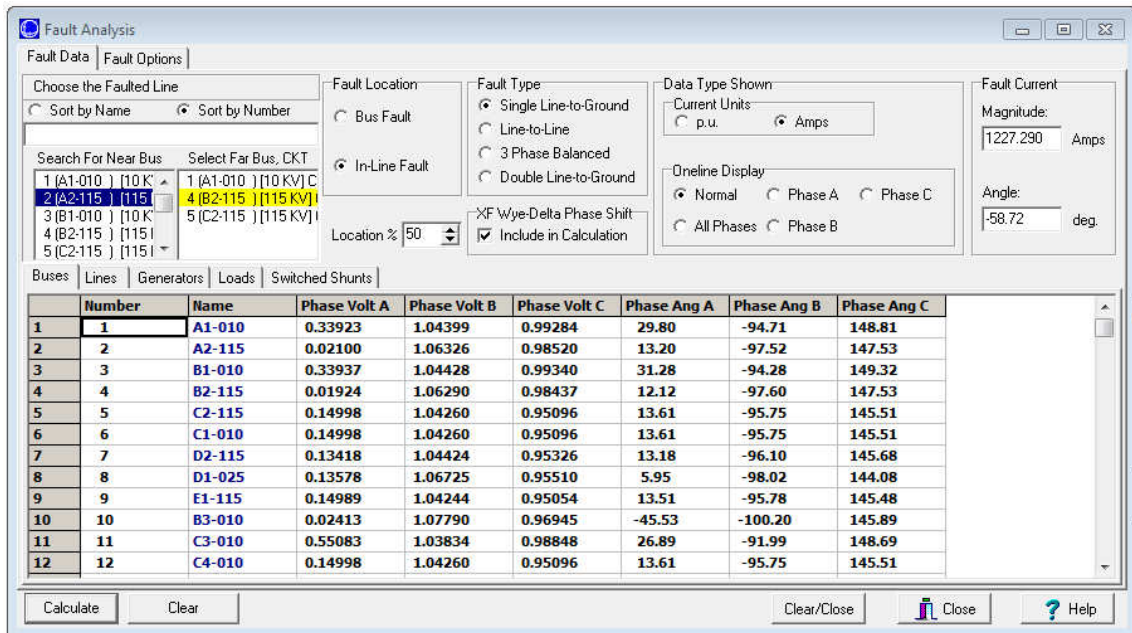 Fault Analysis
Fault Data Fault Options
Choose the Faulted Line
Sort by Name Sort by Number
Search For Near Bus Select Far Bus, CKT
1 (A1-010 ) [10 K 1 (A1-010 ) [10 KV] C
2 (A2-115 ) [115 4 (B2-115 ) [115 KV]
3 (B1-010 ) [10 K 5 (C2-115 ) [115 KV]
4 (B2-115 ) [115
5 (C2-115 ) [115
Fault Location
Bus Fault
In-Line Fault
Location % 50
Fault Type
Single Line-to-Ground
Line-to-Line
3 Phase Balanced
Double Line-to-Ground
XF Wye-Delta Phase Shift
Include in Calculation
Data Type Shown
Current Units
p.u. Amps
Oneline Display
Normal Phase A Phase C
All Phases Phase B
Fault Current
Magnitude:
1227.290 Amps
Angle:
-58.72 deg.
Buses Lines Generators Loads Switched Shunts
Number Name Phase Volt A Phase Volt B Phase Volt C Phase Ang A Phase Ang B Phase Ang C
1 1 A1-010 0.33923 1.04399 0.99284 29.80 -94.71 148.81
2 2 A2-115 0.02100 1.06326 0.98520 13.20 -97.52 147.53
3 3 B1-010 0.33937 1.04428 0.99340 31.28 -94.28 149.32
4 4 B2-115 0.01924 1.06290 0.98437 12.12 -97.60 147.53
5 5 C2-115 0.14998 1.04260 0.95096 13.61 -95.75 145.51
6 6 C1-010 0.14998 1.04260 0.95096 13.61 -95.75 145.51
7 7 D2-115 0.13418 1.04424 0.95326 13.18 -96.10 145.68
8 8 D1-025 0.13578 1.06725 0.95510 5.95 -98.02 144.08
9 9 E1-115 0.14989 1.04244 0.95054 13.51 -95.78 145.48
10 10 B3-010 0.02413 1.07790 0.96945 -45.53 -100.20 145.89
11 11 C3-010 0.55083 1.03834 0.98848 26.89 -91.99 148.69
12 12 C4-010 0.14998 1.04260 0.95096 13.61 -95.75 145.51
Calculate Clear Clear/Close Close Help